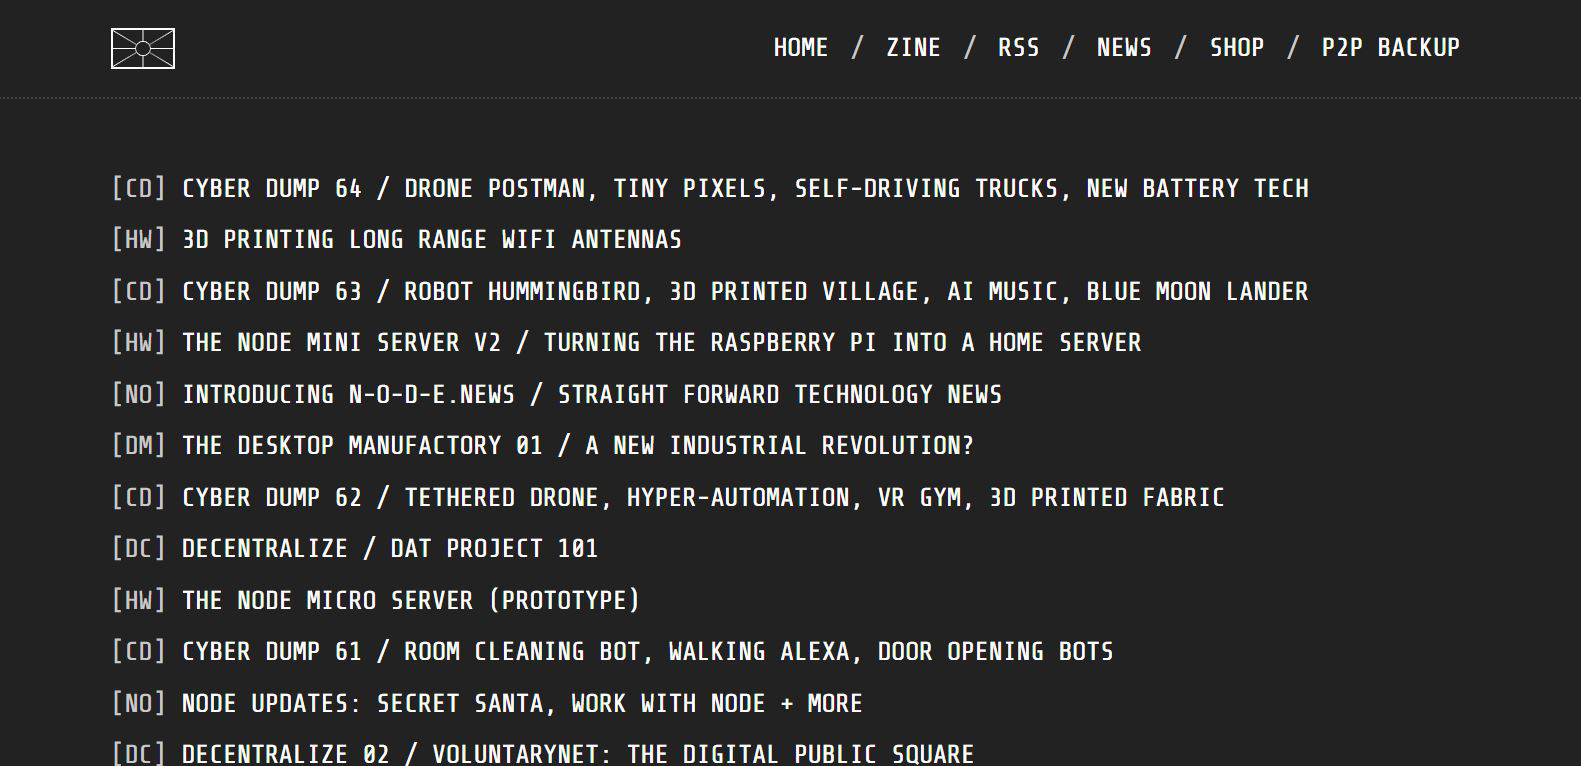 HOME / ZINE / RSS / NEWS / SHOP / P2P BACKUP
[CD] CYBER DUMP 64 / DRONE POSTMAN, TINY PIXELS, SELF-DRIVING TRUCKS, NEW BATTERY TECH
[HW] 3D PRINTING LONG RANGE WIFI ANTENNAS
[CD] CYBER DUMP 63 / ROBOT HUMMINGBIRD, 3D PRINTED VILLAGE, AI MUSIC, BLUE MOON LANDER
[HW] THE NODE MINI SERVER V2 / TURNING THE RASPBERRY PI INTO A HOME SERVER
[NO] INTRODUCING N-O-D-E.NEWS / STRAIGHT FORWARD TECHNOLOGY NEWS
[DM] THE DESKTOP MANUFACTORY 01 / A NEW INDUSTRIAL REVOLUTION?
[CD] CYBER DUMP 62 / TETHERED DRONE, HYPER-AUTOMATION, VR GYM, 3D PRINTED FABRIC
[DC] DECENTRALIZE / DAT PROJECT 101
[HW] THE NODE MICRO SERVER (PROTOTYPE)
[CD] CYBER DUMP 61 / ROOM CLEANING BOT, WALKING ALEXA, DOOR OPENING BOTS
[NO] NODE UPDATES: SECRET SANTA, WORK WITH NODE + MORE
[DC] DECENTRALIZE 02 / VOLUNTARYNET: THE DIGITAL PUBLIC SQUARE